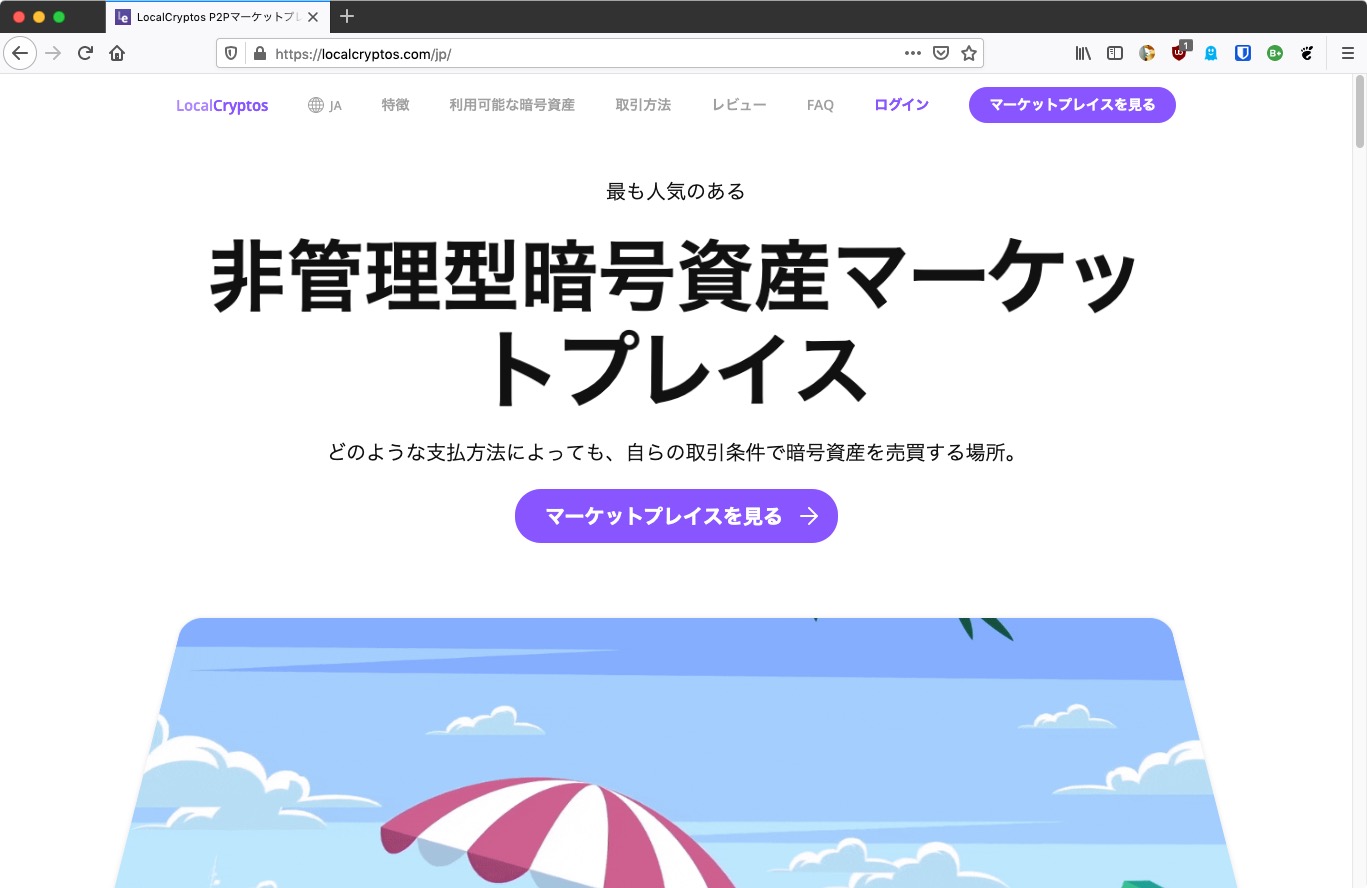 LocalCryptos P2Pマーケットプレ
https://localcryptos.com/jp/
1
LocalCryptos JA 特徴 利用可能な暗号資産 取引方法 レビュー FAQ ログイン マーケットプレイスを見る
最も人気のある
非管理型暗号資産マーケッ
トプレイス
どのような支払方法によっても、自らの取引条件で暗号資産を売買する場所。
マーケットプレイスを見る